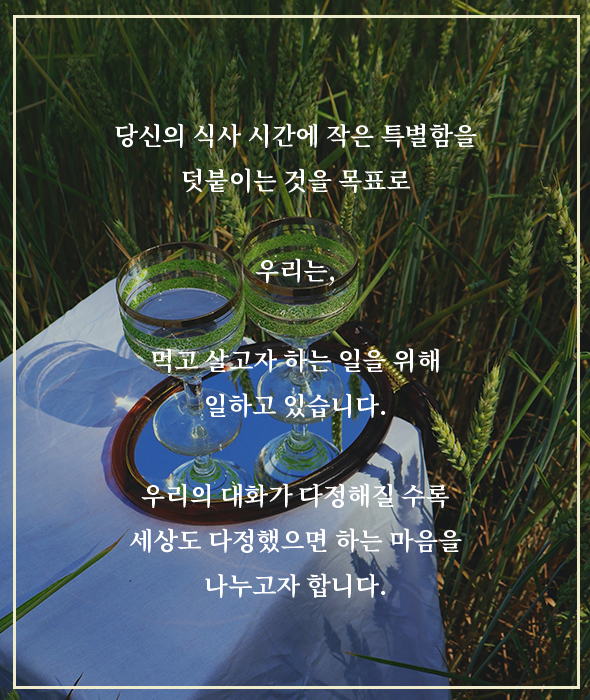 당신의 식사 시간에 작은 특별함을
덧붙이는 것을 목표로
우리는,
먹고 살고자 하는 일을 위해
일하고 있습니다.
우리의 대화가 다정해질 수록
세상도 다정했으면 하는 마음을
나누고자 합니다.